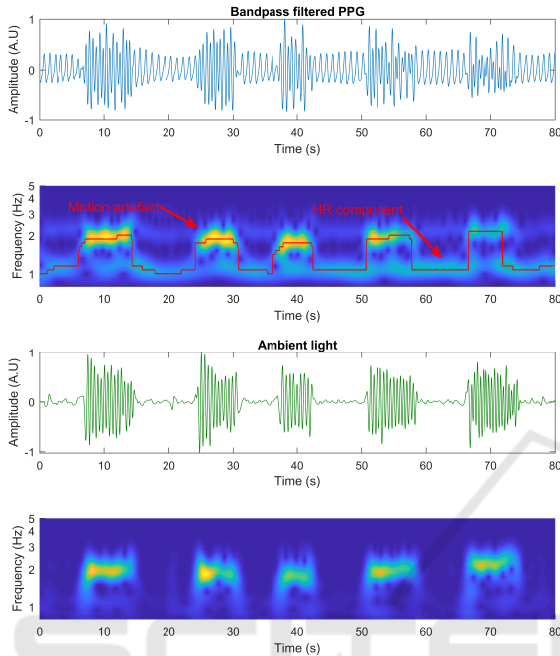 Bandpass filtered PPG
Amplitude (A.U)
1
0
-1
0 10 20 30 40 50 60 70 80
Time (s)
Frequency (Hz)
5
4
3
2
1
Motion artefact
HR component
0 10 20 30 40 50 60 70 80
Time (s)
Ambient light
Amplitude (A.U)
1
0
-1
0 10 20 30 40 50 60 70 80
Time (s)
Frequency (Hz)
5
4
3
2
1
0 10 20 30 40 50 60 70 80
Time (s)